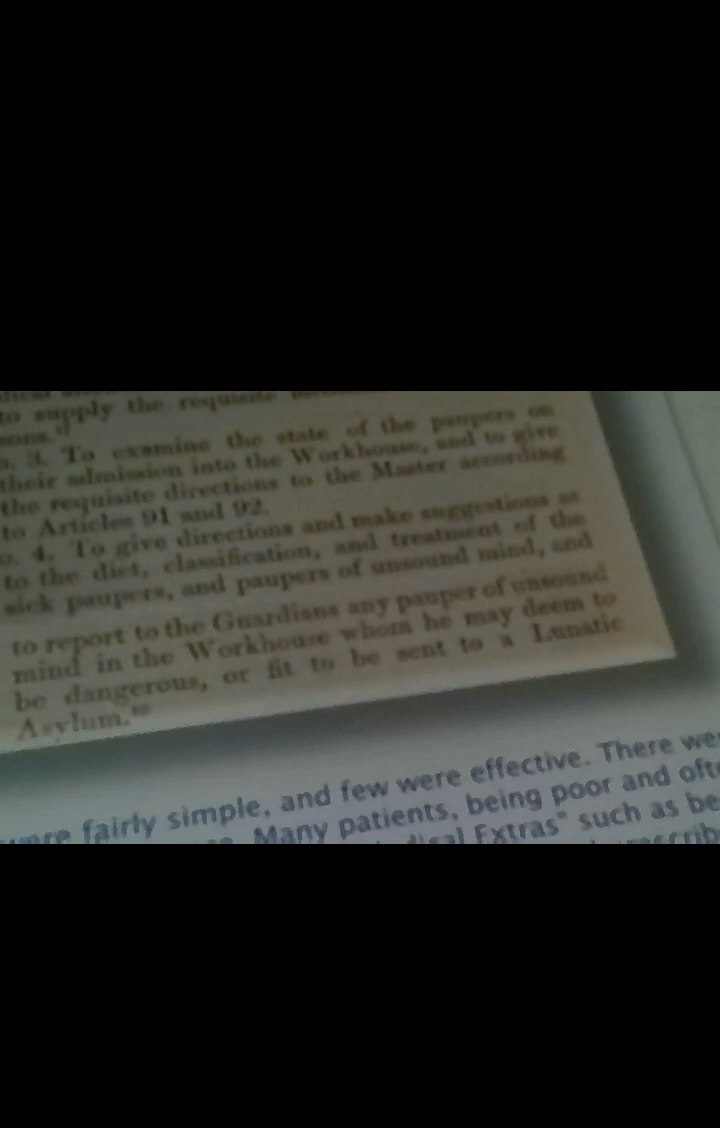 to supply the requisite
sons.
3. To examine the state of the paupers on
their admission into the Workhouse, and to give
the requisite directions to the Master according
to Articles 91 and 92.
4. To give directions and make suggestions as
to the diet, classification, and treatment of the
sick paupers, and paupers of unsound mind, and
to report to the Guardians any pauper of unsound
mind in the Workhouse whom he may deem to
be dangerous, or fit to be sent to a Lunatic
Asylum.
were fairly simple, and few were effective. There we
Many patients, being poor and oft
Extras" such as be